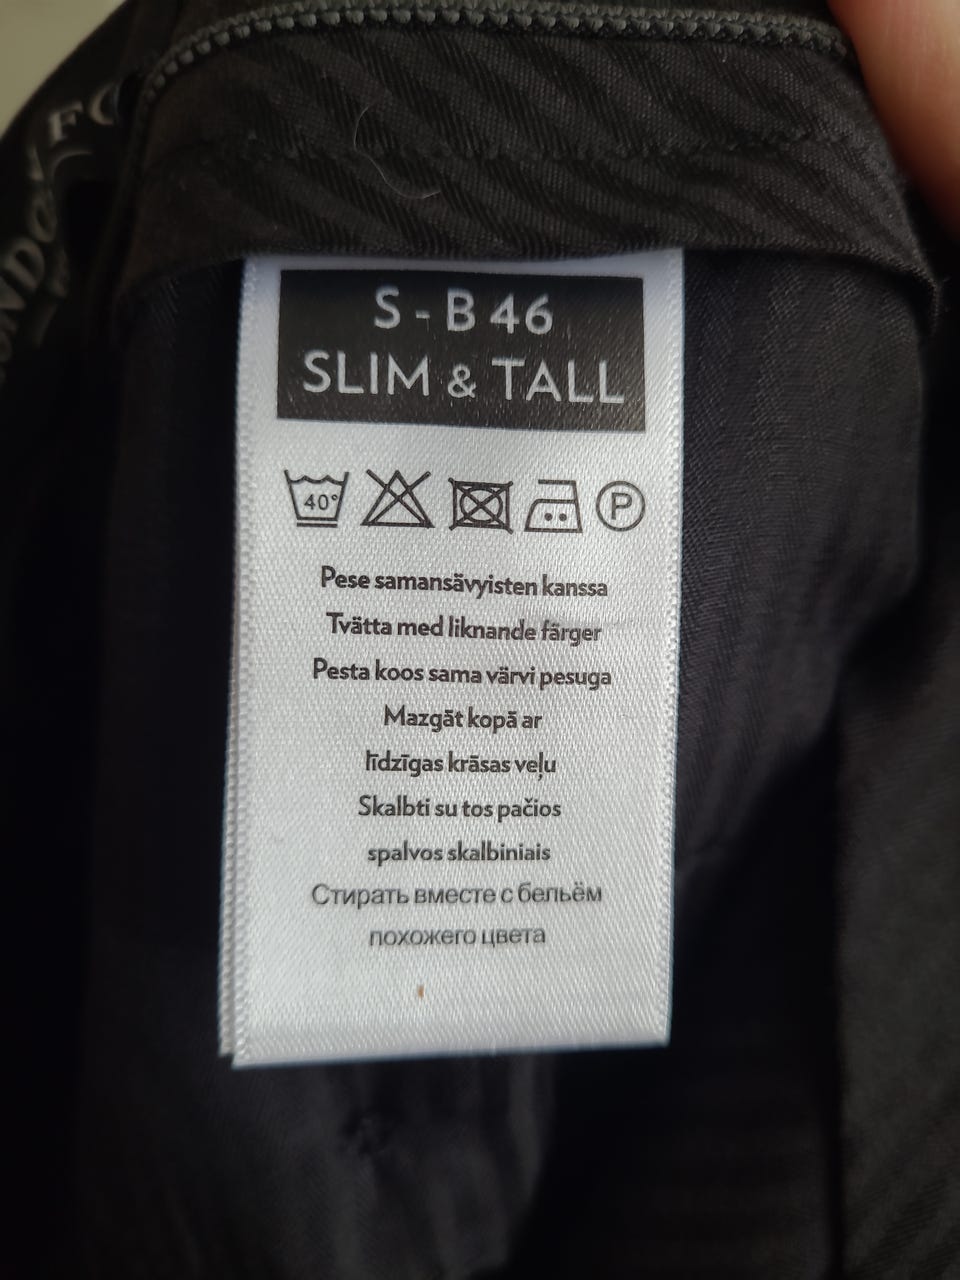 S - B 46
SLIM & TALL
40°
P
Pese samansävyisten kanssa
Tvätta med liknande färger
Pesta koos sama värvi pesuga
Mazgāt kopā ar
līdzīgas krāsas veļu
Skalbti su tos pačios
spalvos skalbiniais
Стирать вместе с бельём
похожего цвета